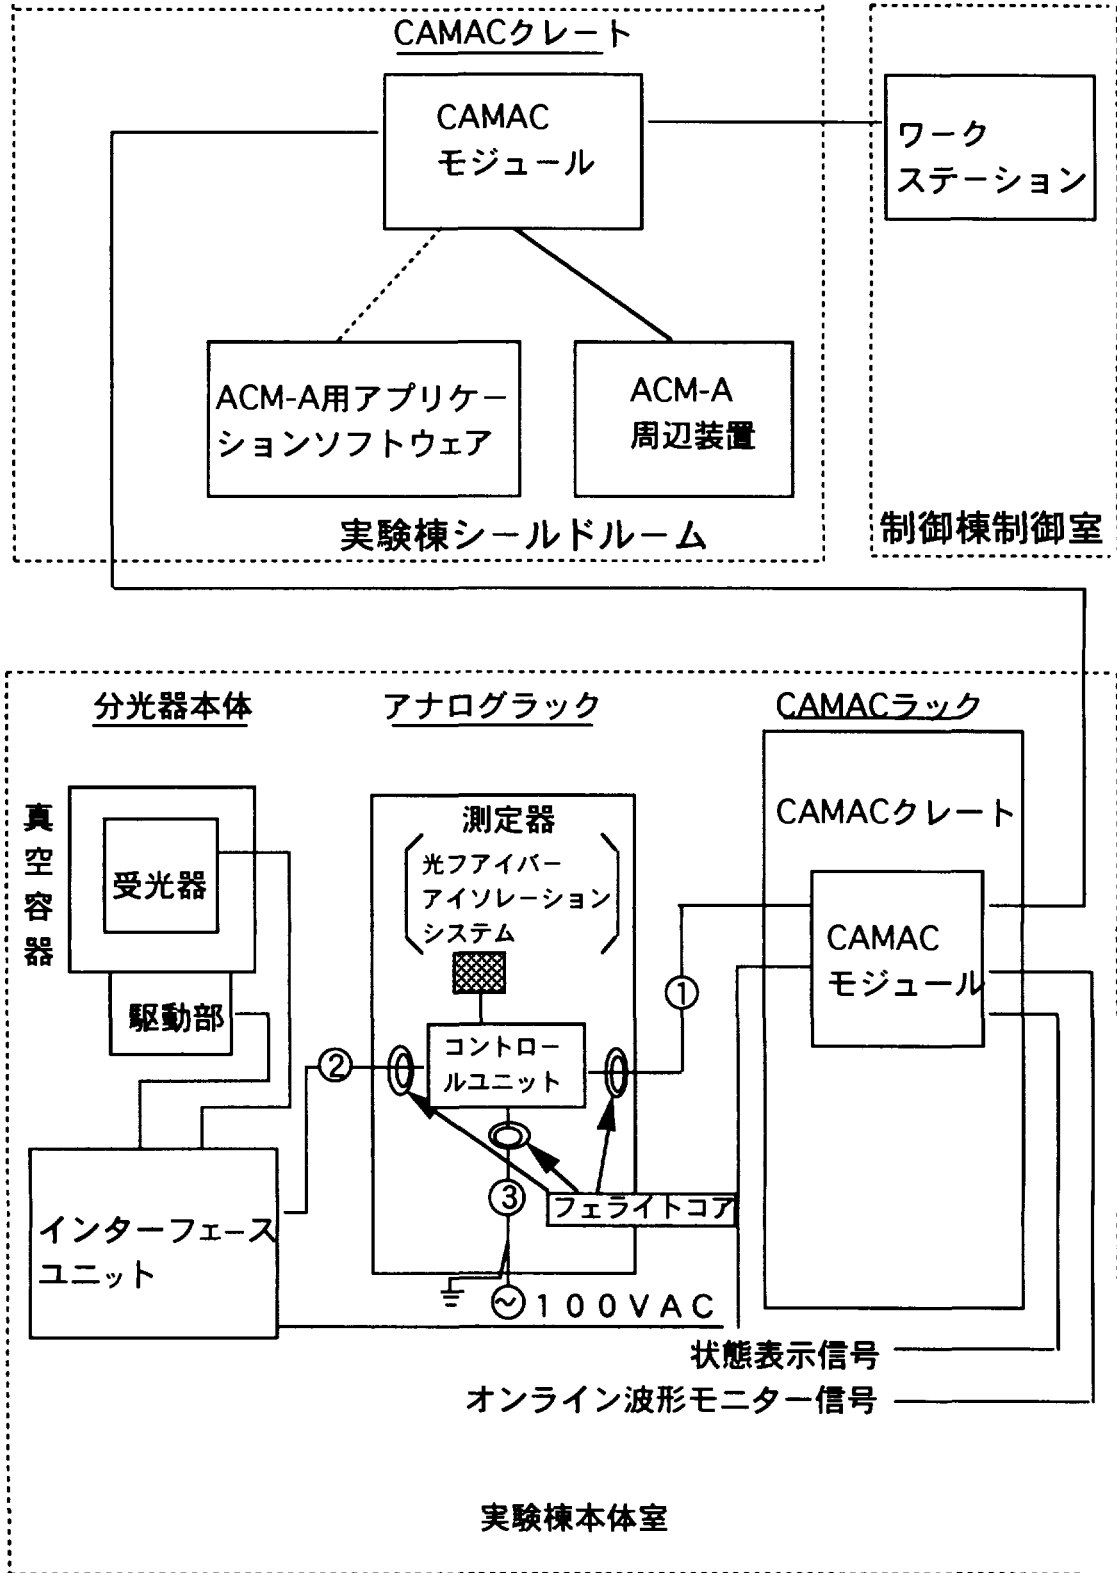 CAMACクレート
CAMAC
モジュール
ワーク
ステーション
ACM-A用アプリケー
ションソフトウェア
ACM-A
周辺装置
実験棟シールドルーム
制御棟制御室
分光器本体
アナログラック
CAMACラック
真空容器
受光器
駆動部
測定器
光フアイバー
アイソレーション
システム
CAMACクレート
CAMAC
モジュール
①
コントロー
ルユニット
②
③
フェライトコア
インターフェース
ユニット
100VAC
状態表示信号
オンライン波形モニター信号
実験棟本体室